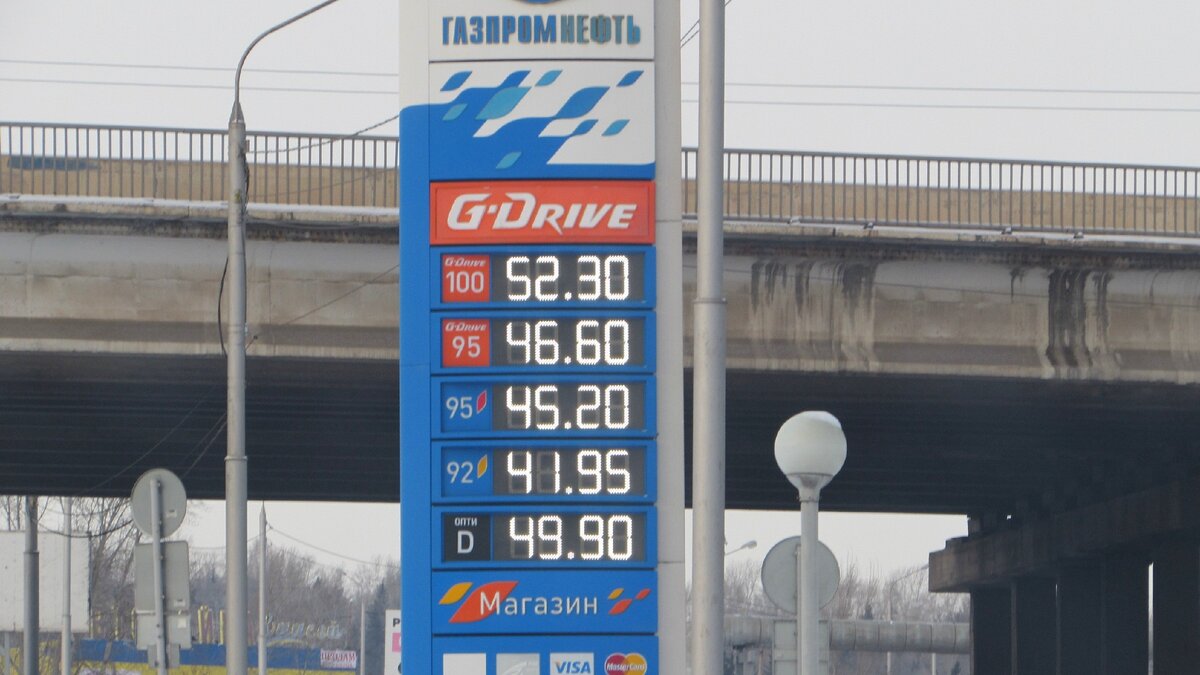 ГАЗПРОМНЕФТЬ
G-DRIVE
G-DRIVE
100 52.30
G-DRIVE
95 46.60
95 45.20
92 41.95
ОПТИ
D 49.90
Магазин
VISA MasterCard